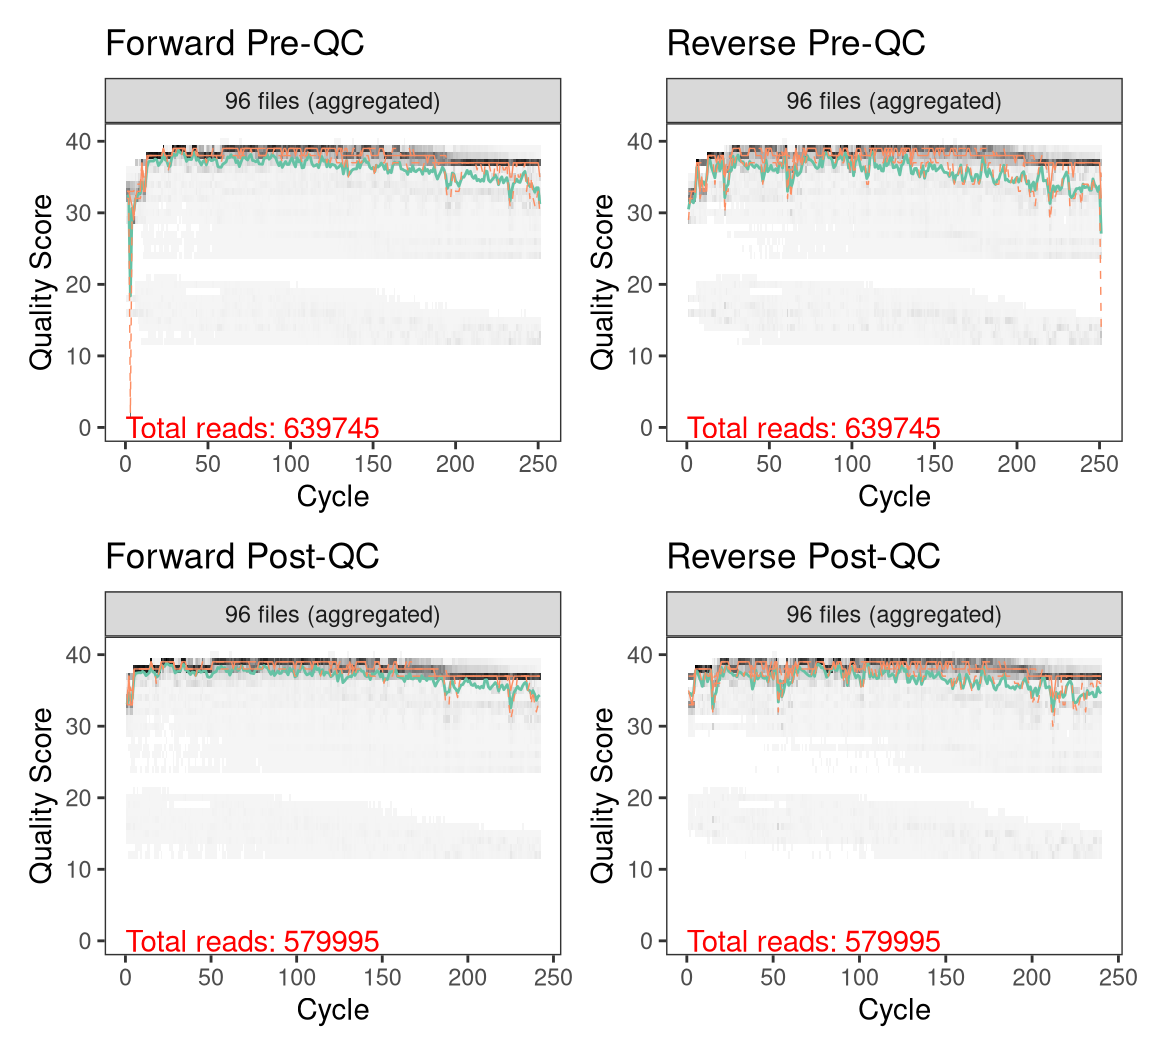 Forward Pre-QC
96 files (aggregated)
Quality Score
40
30
20
10
0
Total reads: 639745
0 50 100 150 200 250
Cycle
Reverse Pre-QC
96 files (aggregated)
Quality Score
40
30
20
10
0
Total reads: 639745
0 50 100 150 200 250
Cycle
Forward Post-QC
96 files (aggregated)
Quality Score
40
30
20
10
0
Total reads: 579995
0 50 100 150 200 250
Cycle
Reverse Post-QC
96 files (aggregated)
Quality Score
40
30
20
10
0
Total reads: 579995
0 50 100 150 200 250
Cycle